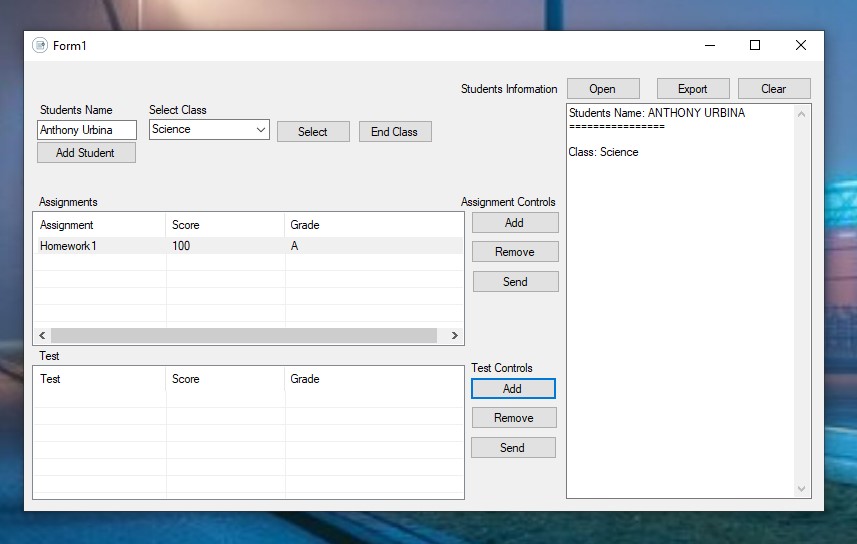 Form1
Students Information
Open
Export
Clear
Students Name
Select Class
Anthony Urbina
Science
Select
End Class
Add Student
Students Name: ANTHONY URBINA
================
Class: Science
Assignments
Assignment Controls
Assignment Score Grade
Homework1 100 A
Add
Remove
Send
Test
Test Controls
Test Score Grade
Add
Remove
Send